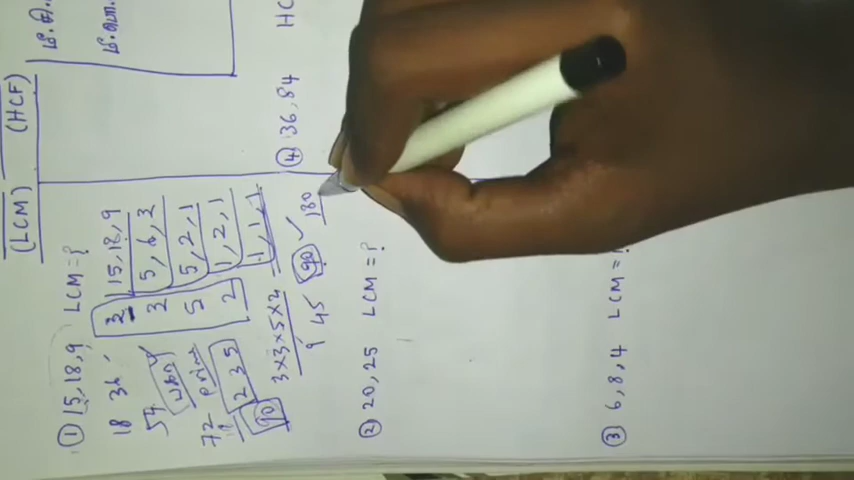 (LCM)
(HCF)
① 15,18,9 LCM=?
18 36
54
72
2 3 5
90
3 | 15,18,9
3 | 5,6,3
5 | 5,2,1
2 | 1,2,1
1,1,1
3×3×5×2
9 45
90 ✓ 180
② 20,25 LCM=?
③ 6,8,4 LCM=?
④ 36,84 HC